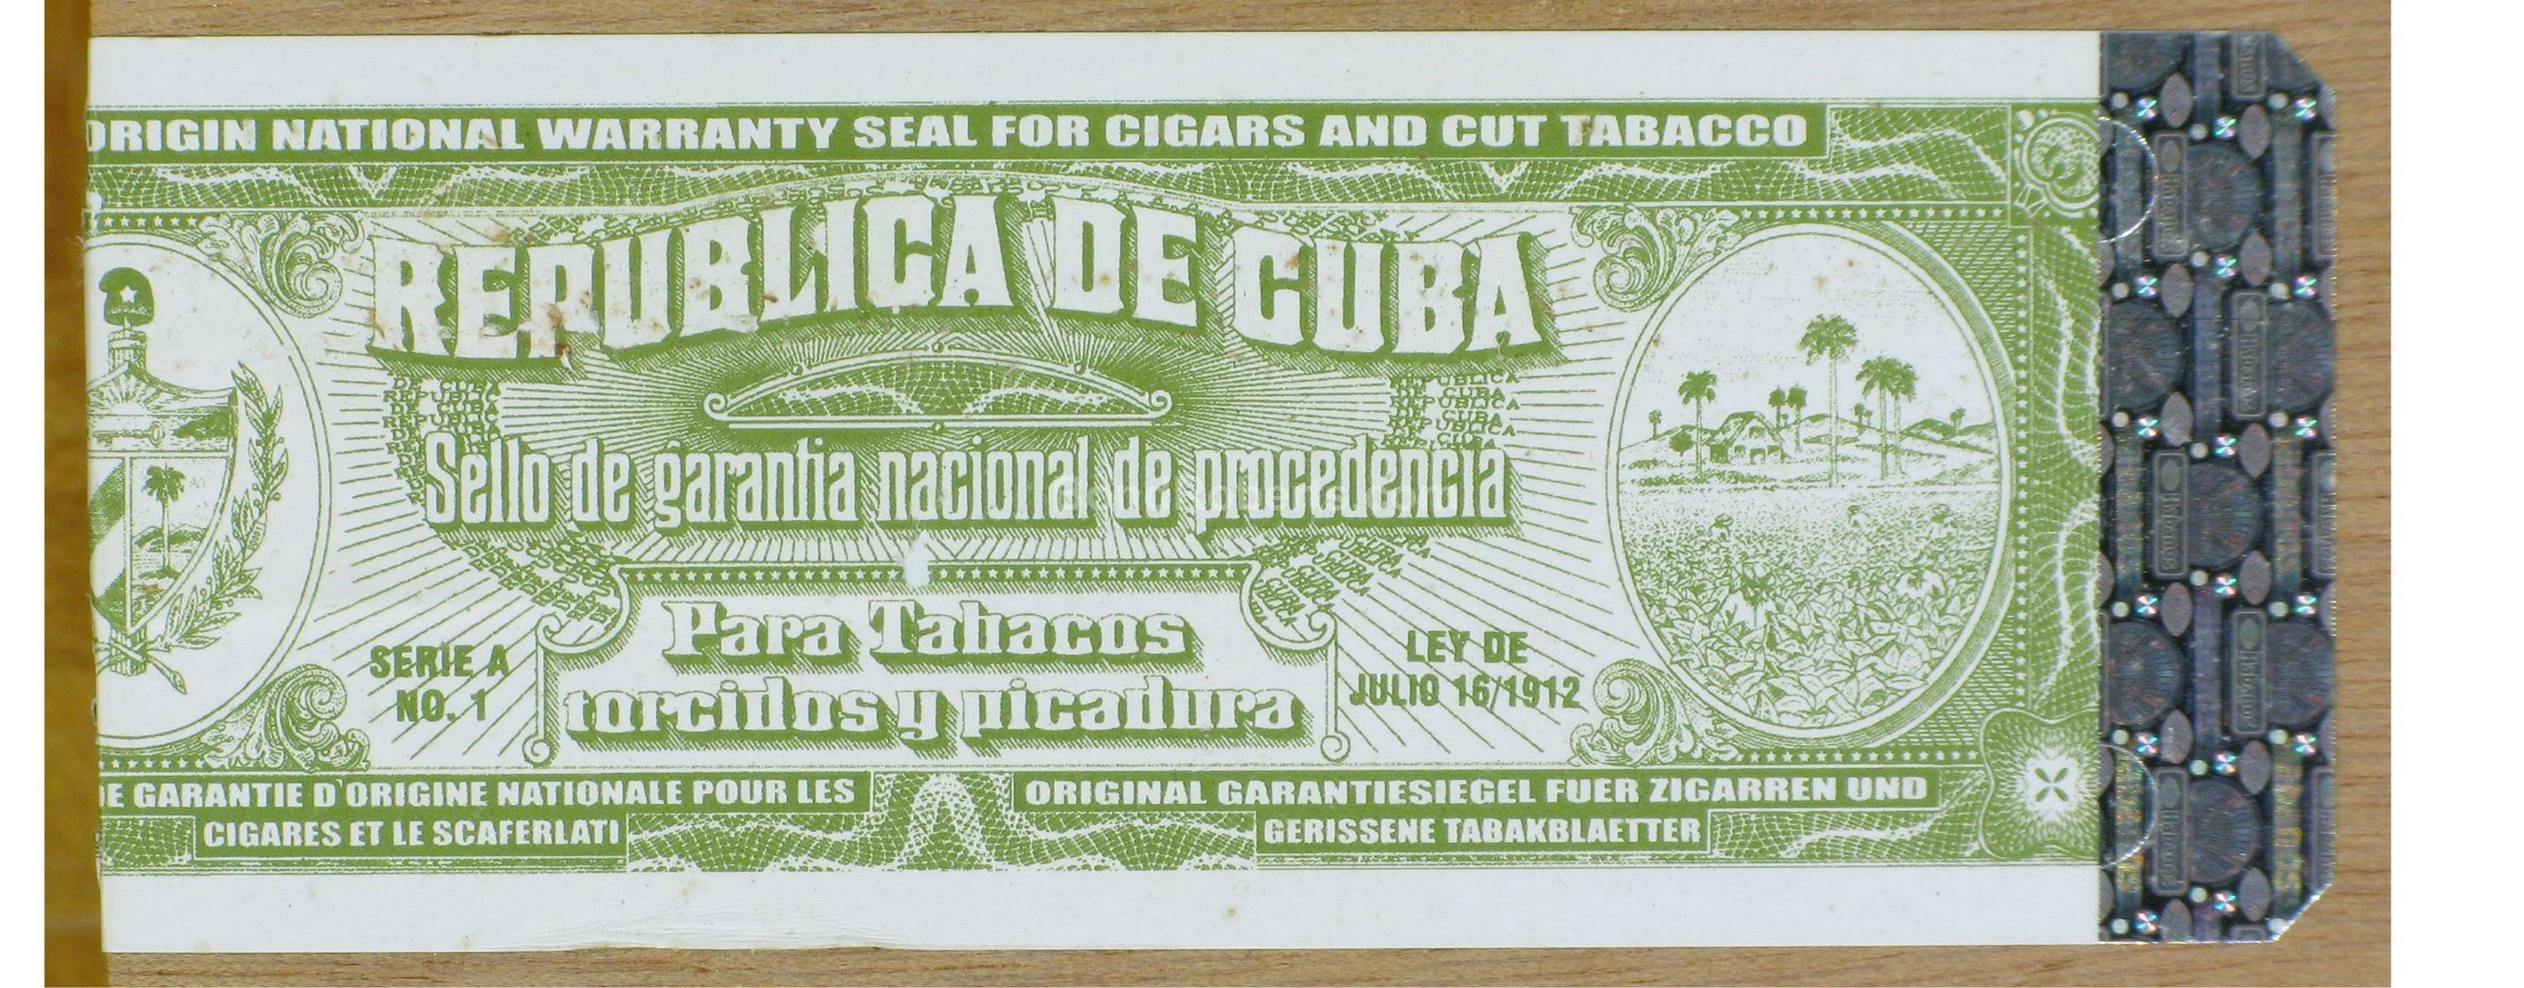 ORIGIN NATIONAL WARRANTY SEAL FOR CIGARS AND CUT TABACCO
REPUBLICA DE CUBA
Sello de garantia nacional de procedencia
Para Tabacos
torcidos y picadura
SERIE A
NO. 1
LEY DE
JULIO 16/1912
GARANTIE D'ORIGINE NATIONALE POUR LES
CIGARES ET LE SCAFERLATI
ORIGINAL GARANTIESIEGEL FUER ZIGARREN UND
GERISSENE TABAKBLAETTER